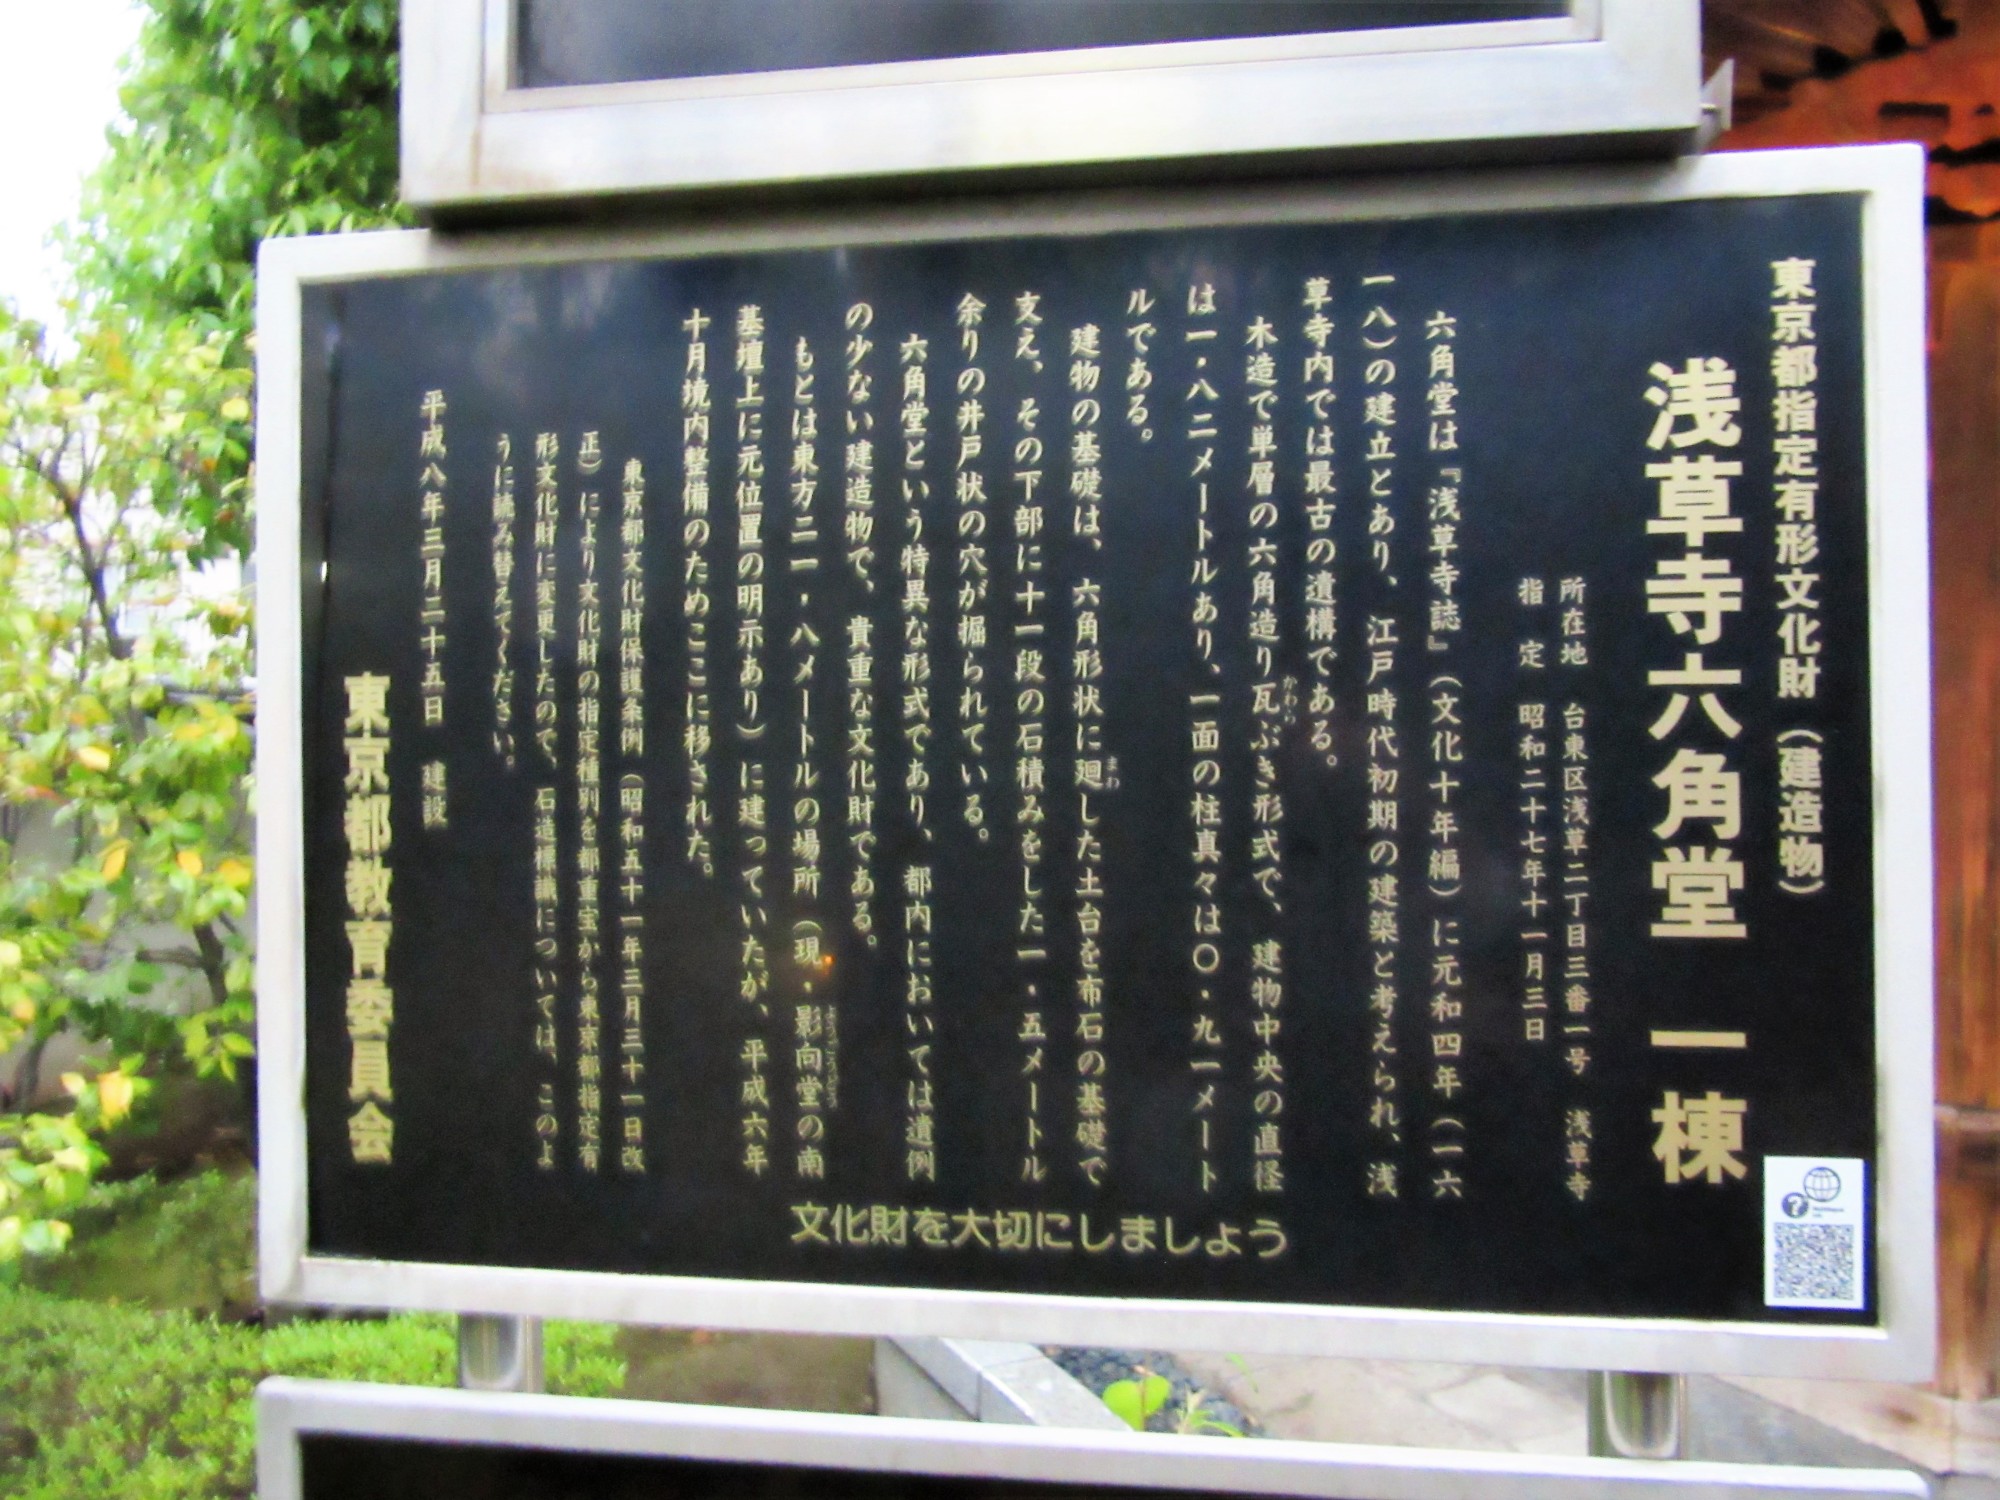 東京都指定有形文化財（建造物）
浅草寺六角堂　一棟
所在地　台東区浅草二丁目三番一号　浅草寺
指　定　昭和二十七年十一月三日
六角堂は『浅草寺誌』（文化十年編）に元和四年（一六
一八）の建立とあり、江戸時代初期の建築と考えられ、浅
草寺内では最古の遺構である。
木造で単層の六角造り瓦ぶき形式で、建物中央の直径
は一・八二メートルあり、一面の柱真々は〇・九一メート
ルである。
建物の基礎は、六角形状に廻した土台を布石の基礎で
支え、その下部に十一段の石積みをした一・五メートル
余りの井戸状の穴が掘られている。
六角堂という特異な形式であり、都内においては遺例
の少ない建造物で、貴重な文化財である。
もとは東方二一・八メートルの場所（現・影向堂の南
基壇上に元位置の明示あり）に建っていたが、平成六年
十月境内整備のためここに移された。
東京都文化財保護条例（昭和五十一年三月三十一日改
正）により文化財の指定種別を都重宝から東京都指定有
形文化財に変更したので、石造標識については、このよ
うに読み替えてください。
平成八年三月二十五日　建設
東京都教育委員会
文化財を大切にしましょう